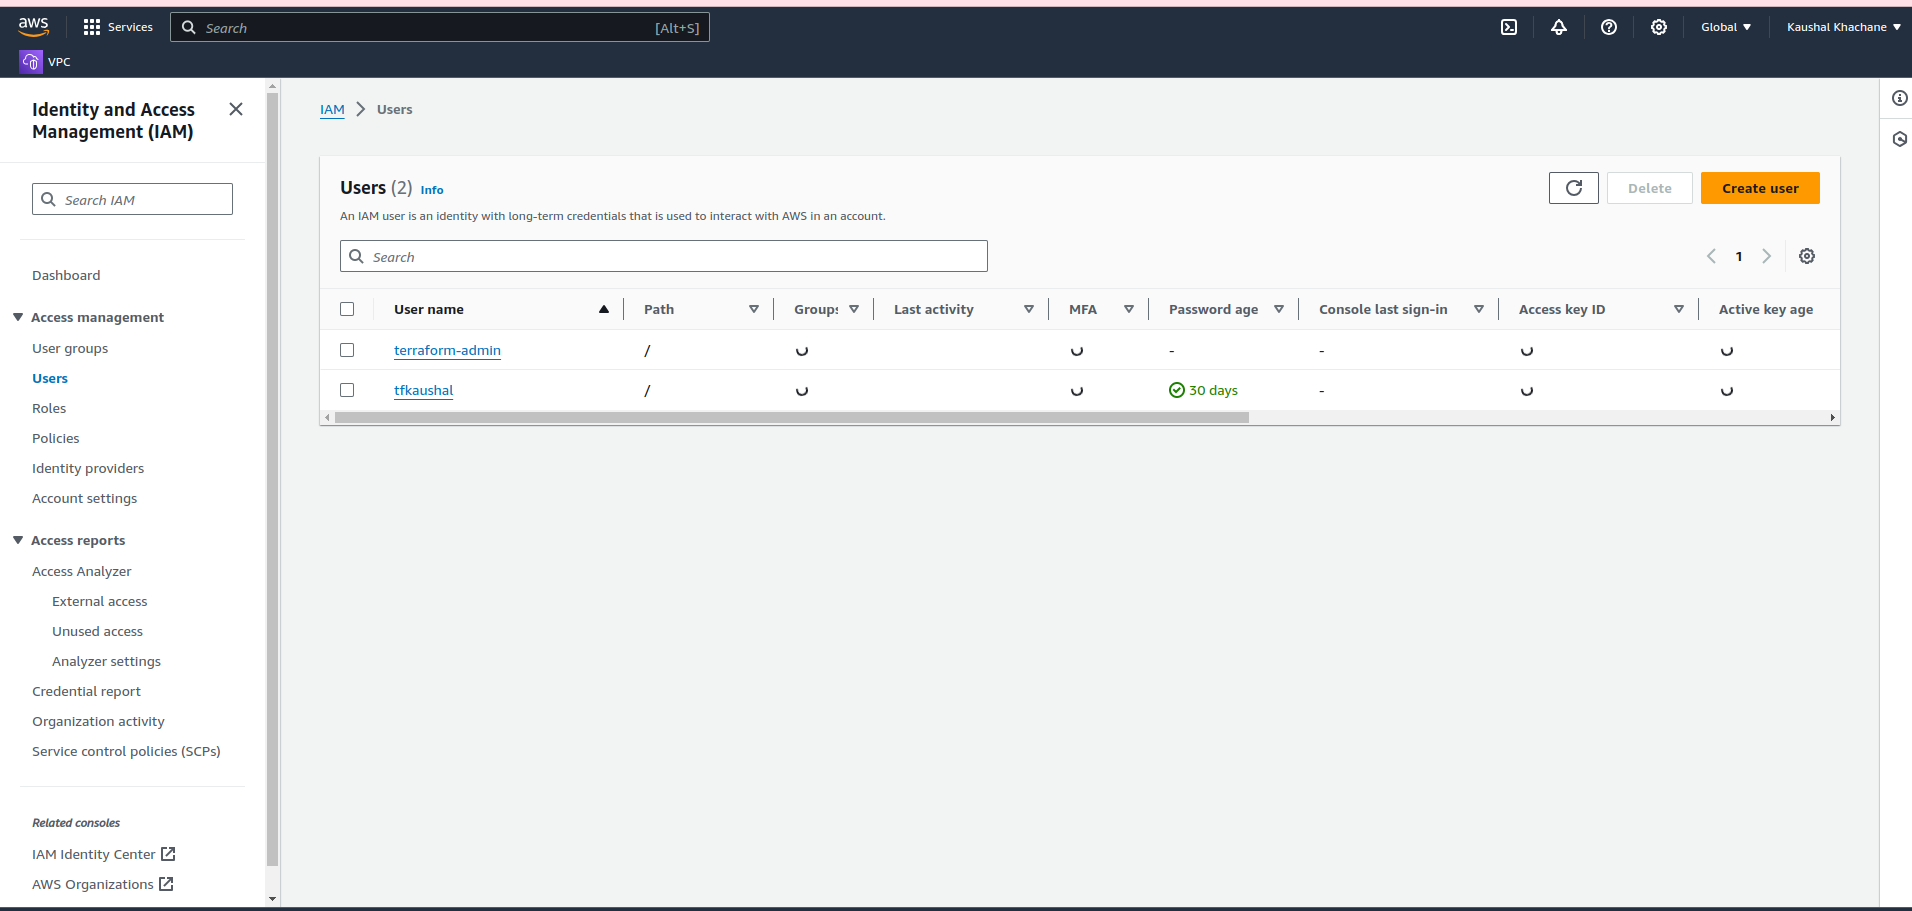 aws Services Search [Alt+S] Global Kaushal Khachane
VPC
Identity and Access
Management (IAM)
Search IAM
Dashboard
Access management
User groups
Users
Roles
Policies
Identity providers
Account settings
Access reports
Access Analyzer
External access
Unused access
Analyzer settings
Credential report
Organization activity
Service control policies (SCPs)
Related consoles
IAM Identity Center
AWS Organizations
IAM > Users
Users (2) Info
Delete Create user
An IAM user is an identity with long-term credentials that is used to interact with AWS in an account.
Search
1
User name Path Groups Last activity MFA Password age Console last sign-in Access key ID Active key age
terraform-admin / - -
tfkaushal / 30 days -